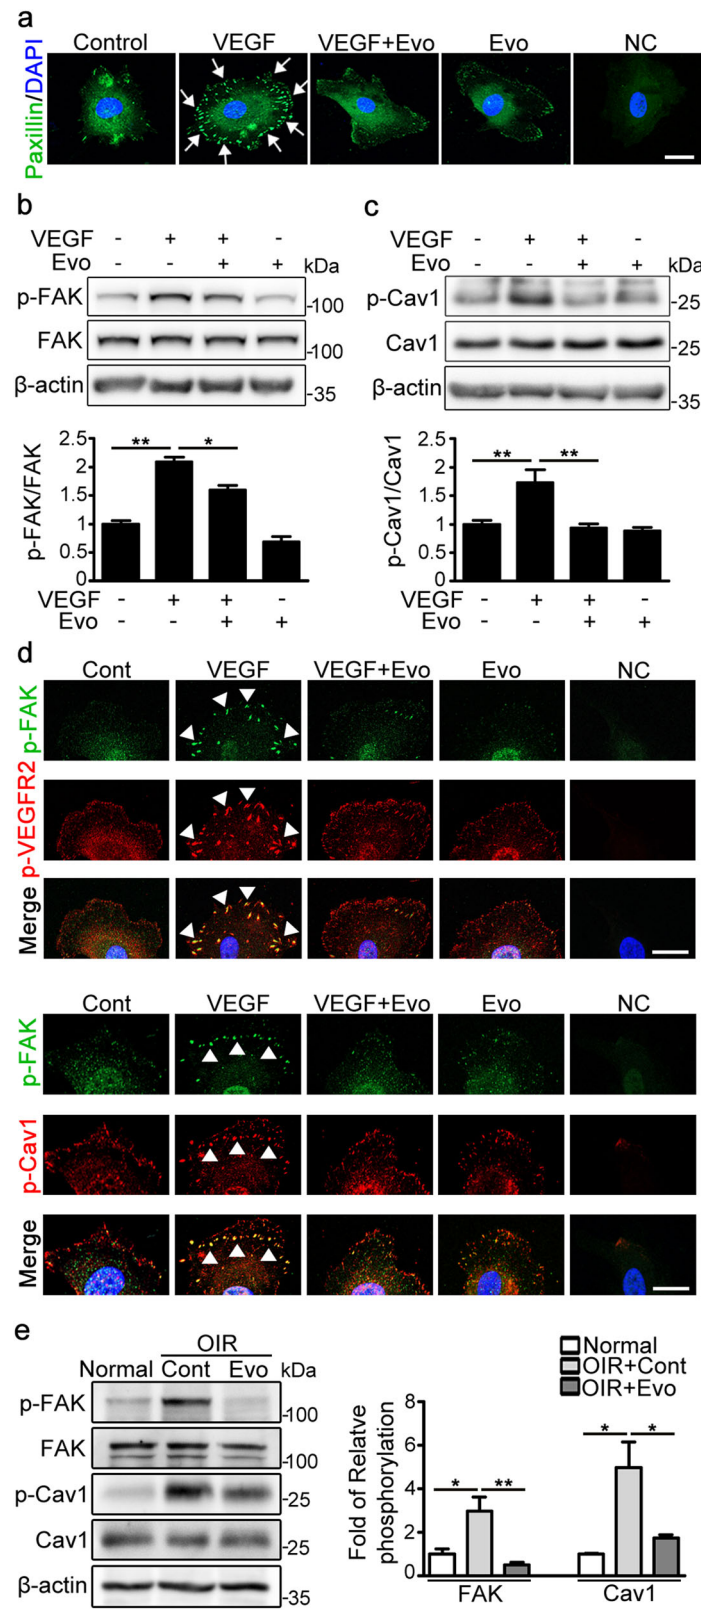 a
Control VEGF VEGF+Evo Evo NC
Paxillin/DAPI
b
VEGF - + + -
Evo - - + + kDa
p-FAK -100
FAK -100
β-actin -35
p-FAK/FAK
2.5
2
1.5
1
0.5
0
** *
VEGF - + + -
Evo - - + +
c
VEGF - + + -
Evo - - + + kDa
p-Cav1 -25
Cav1 -25
β-actin -35
p-Cav1/Cav1
2.5
2
1.5
1
0.5
0
** **
VEGF - + + -
Evo - - + +
d
Cont VEGF VEGF+Evo Evo NC
p-FAK
p-VEGFR2
Merge
Cont VEGF VEGF+Evo Evo NC
p-FAK
p-Cav1
Merge
e
OIR
Normal Cont Evo kDa
p-FAK -100
FAK -100
p-Cav1 -25
Cav1 -25
β-actin -35
Normal
OIR+Cont
OIR+Evo
Fold of Relatve
phosphorylation
8
6
4
2
0
* ** * *
FAK Cav1